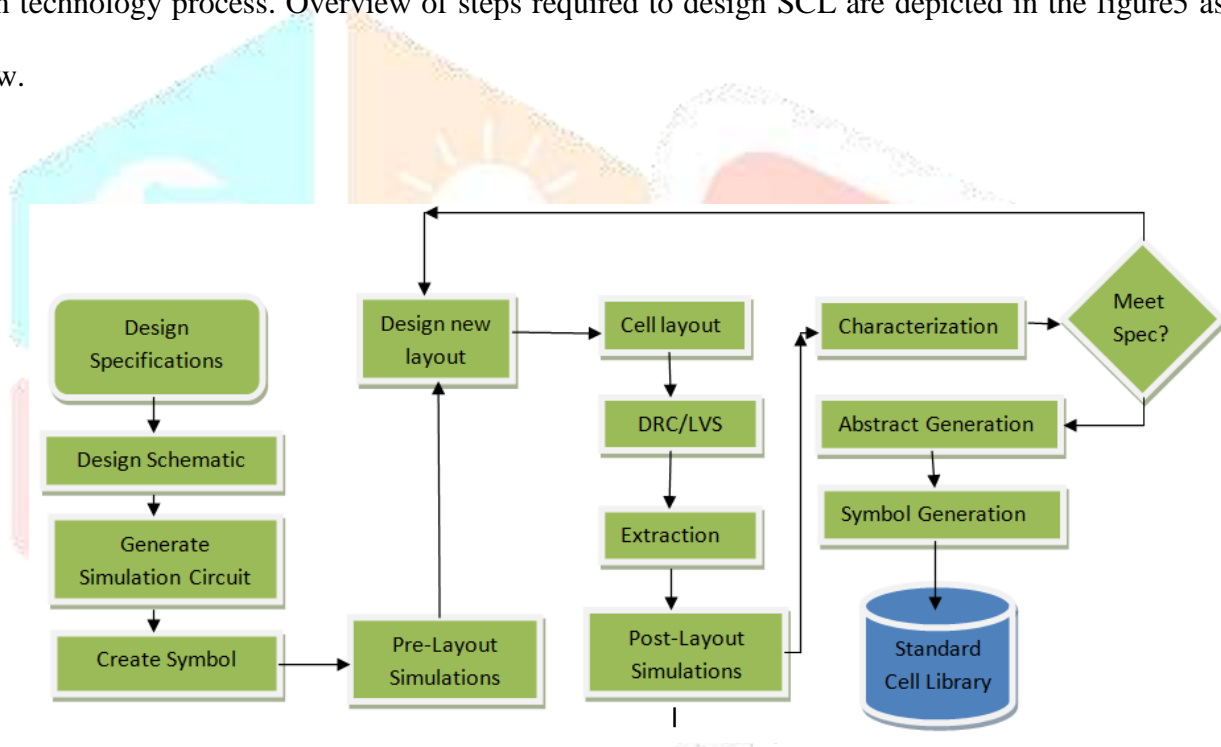 technology process. Overview of steps required to design SCL are depicted in the figure5 as
w.
Design
Specifications
Design Schematic
Generate
Simulation Circuit
Create Symbol
Pre-Layout
Simulations
Design new
layout
Cell layout
DRC/LVS
Extraction
Post-Layout
Simulations
Characterization
Meet
Spec?
Abstract Generation
Symbol Generation
Standard
Cell Library